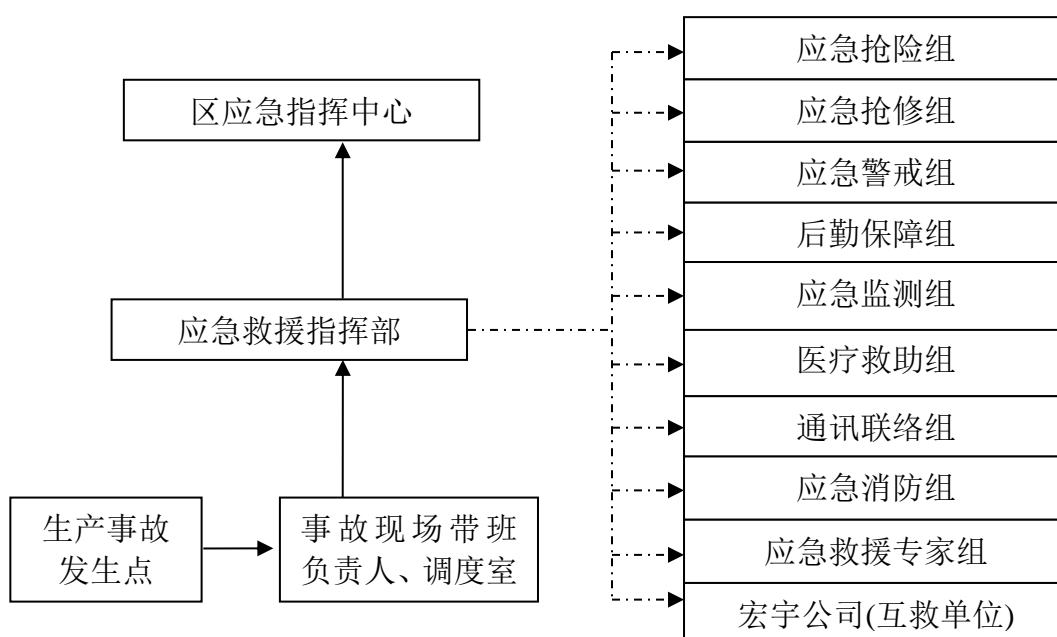 区应急指挥中心
应急救援指挥部
生产事故
发生点
事故现场带班
负责人、调度室
应急抢险组
应急抢修组
应急警戒组
后勤保障组
应急监测组
医疗救助组
通讯联络组
应急消防组
应急救援专家组
宏宇公司(互救单位)